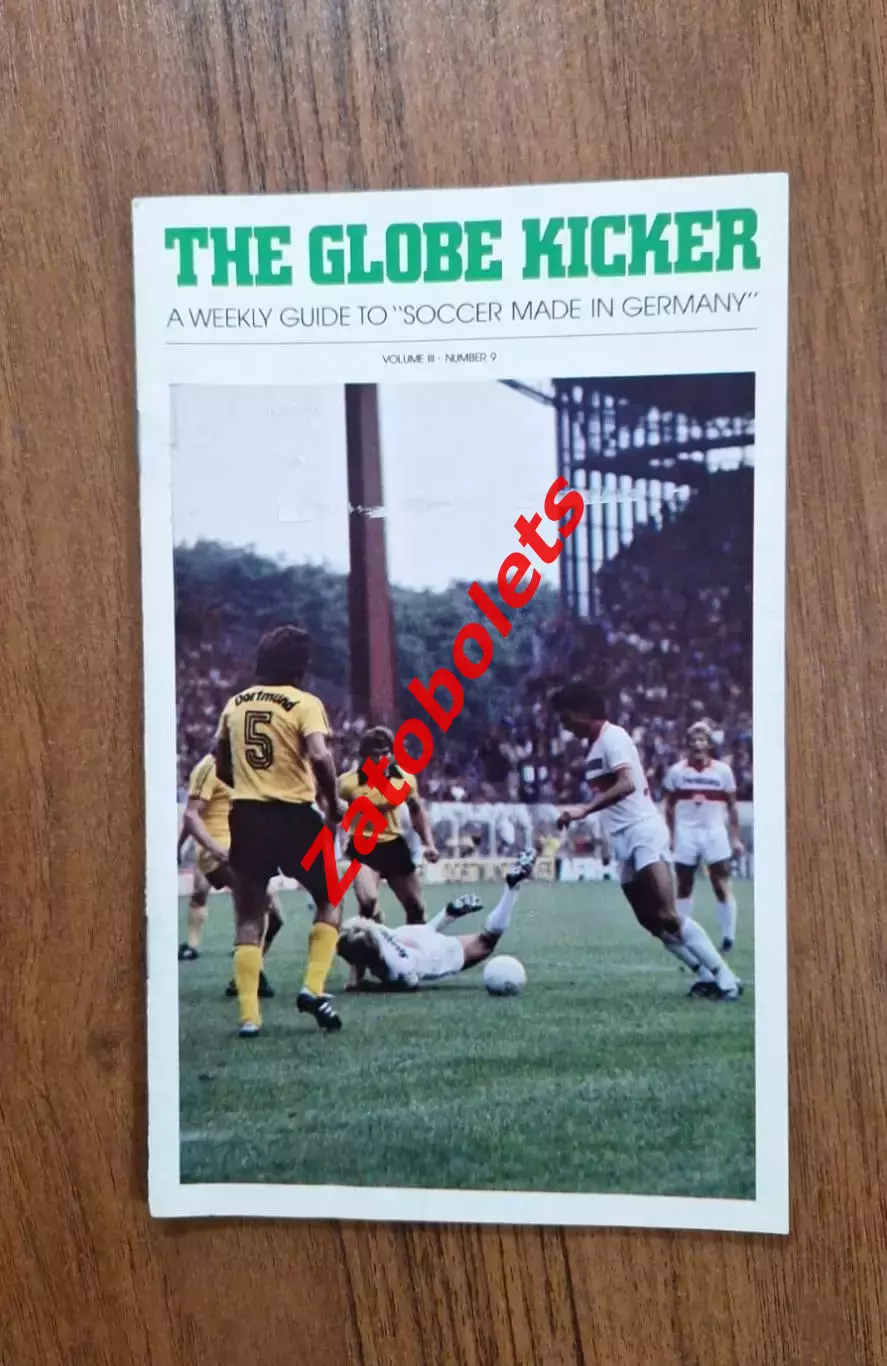 THE GLOBE KICKER
A WEEKLY GUIDE TO "SOCCER MADE IN GERMANY"
VOLUME III · NUMBER 9
Dortmund
5
Zatobolets